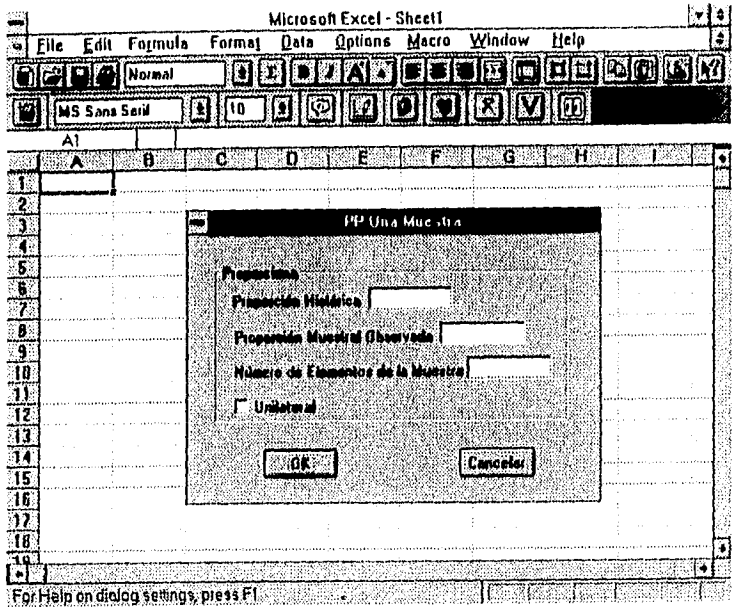 Microsoft Excel - Sheet1
File Edit Formula Format Data Options Macro Window Help
Normal
MS Sans Serif 10
A1
A B C D E F G H I
1
2
3
4
5
6
7
8
9
10
11
12
13
14
15
16
17
18
19
PP Una Muestra
Proporción Histórica
Proporción Muestral Observada
Número de Elementos de la Muestra
Unilateral
OK Cancelar
For Help on dialog settings, press F1